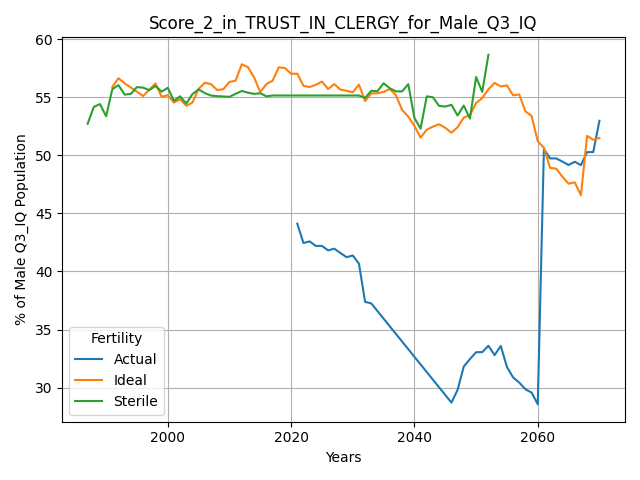 Score_2_in_TRUST_IN_CLERGY_for_Male_Q3_IQ
% of Male Q3_IQ Population
60
55
50
45
40
35
30
Fertility
Actual
Ideal
Sterile
2000
2020
2040
2060
Years